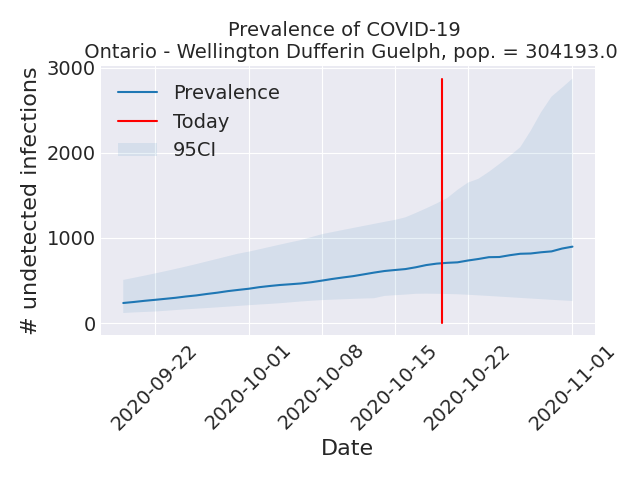 Prevalence of COVID-19
Ontario - Wellington Dufferin Guelph, pop. = 304193.0
# undetected infections
3000
2000
1000
0
Prevalence
Today
95CI
2020-09-22
2020-10-01
2020-10-08
2020-10-15
2020-10-22
2020-11-01
Date